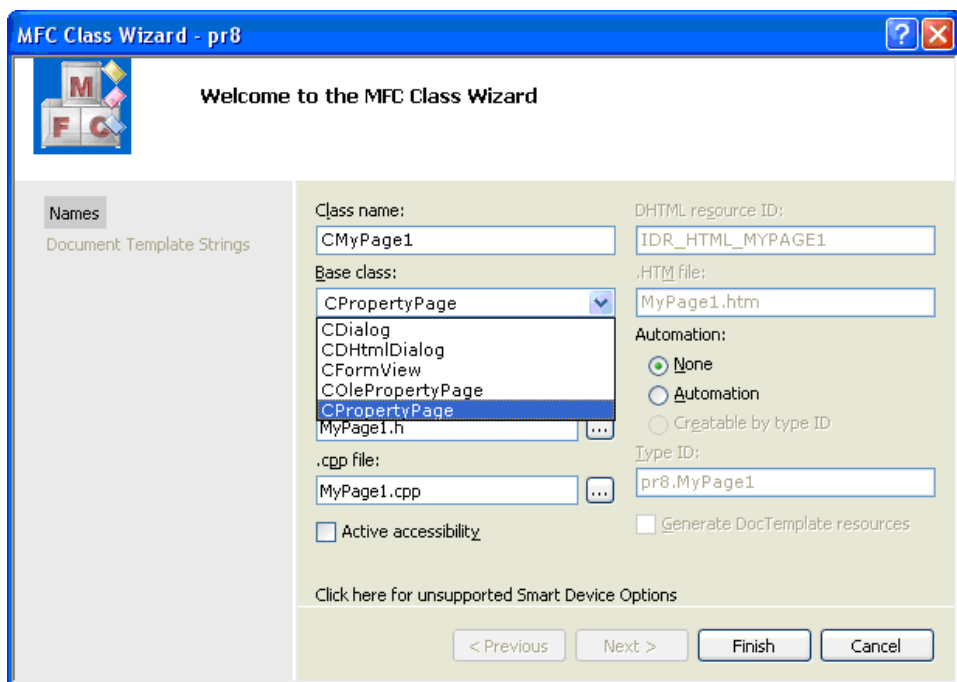 MFC Class Wizard - pr8
M
F C
Welcome to the MFC Class Wizard
Names
Document Template Strings
Class name:
CMyPage1
Base class:
CPropertyPage
CDialog
CDHtmlDialog
CFormView
COlePropertyPage
CPropertyPage
MyPage1.h
...
.cpp file:
MyPage1.cpp
...
Active accessibility
DHTML resource ID:
IDR_HTML_MYPAGE1
.HTM file:
MyPage1.htm
Automation:
None
Automation
Creatable by type ID
Type ID:
pr8.MyPage1
Generate DocTemplate resources
Click here for unsupported Smart Device Options
< Previous
Next >
Finish
Cancel